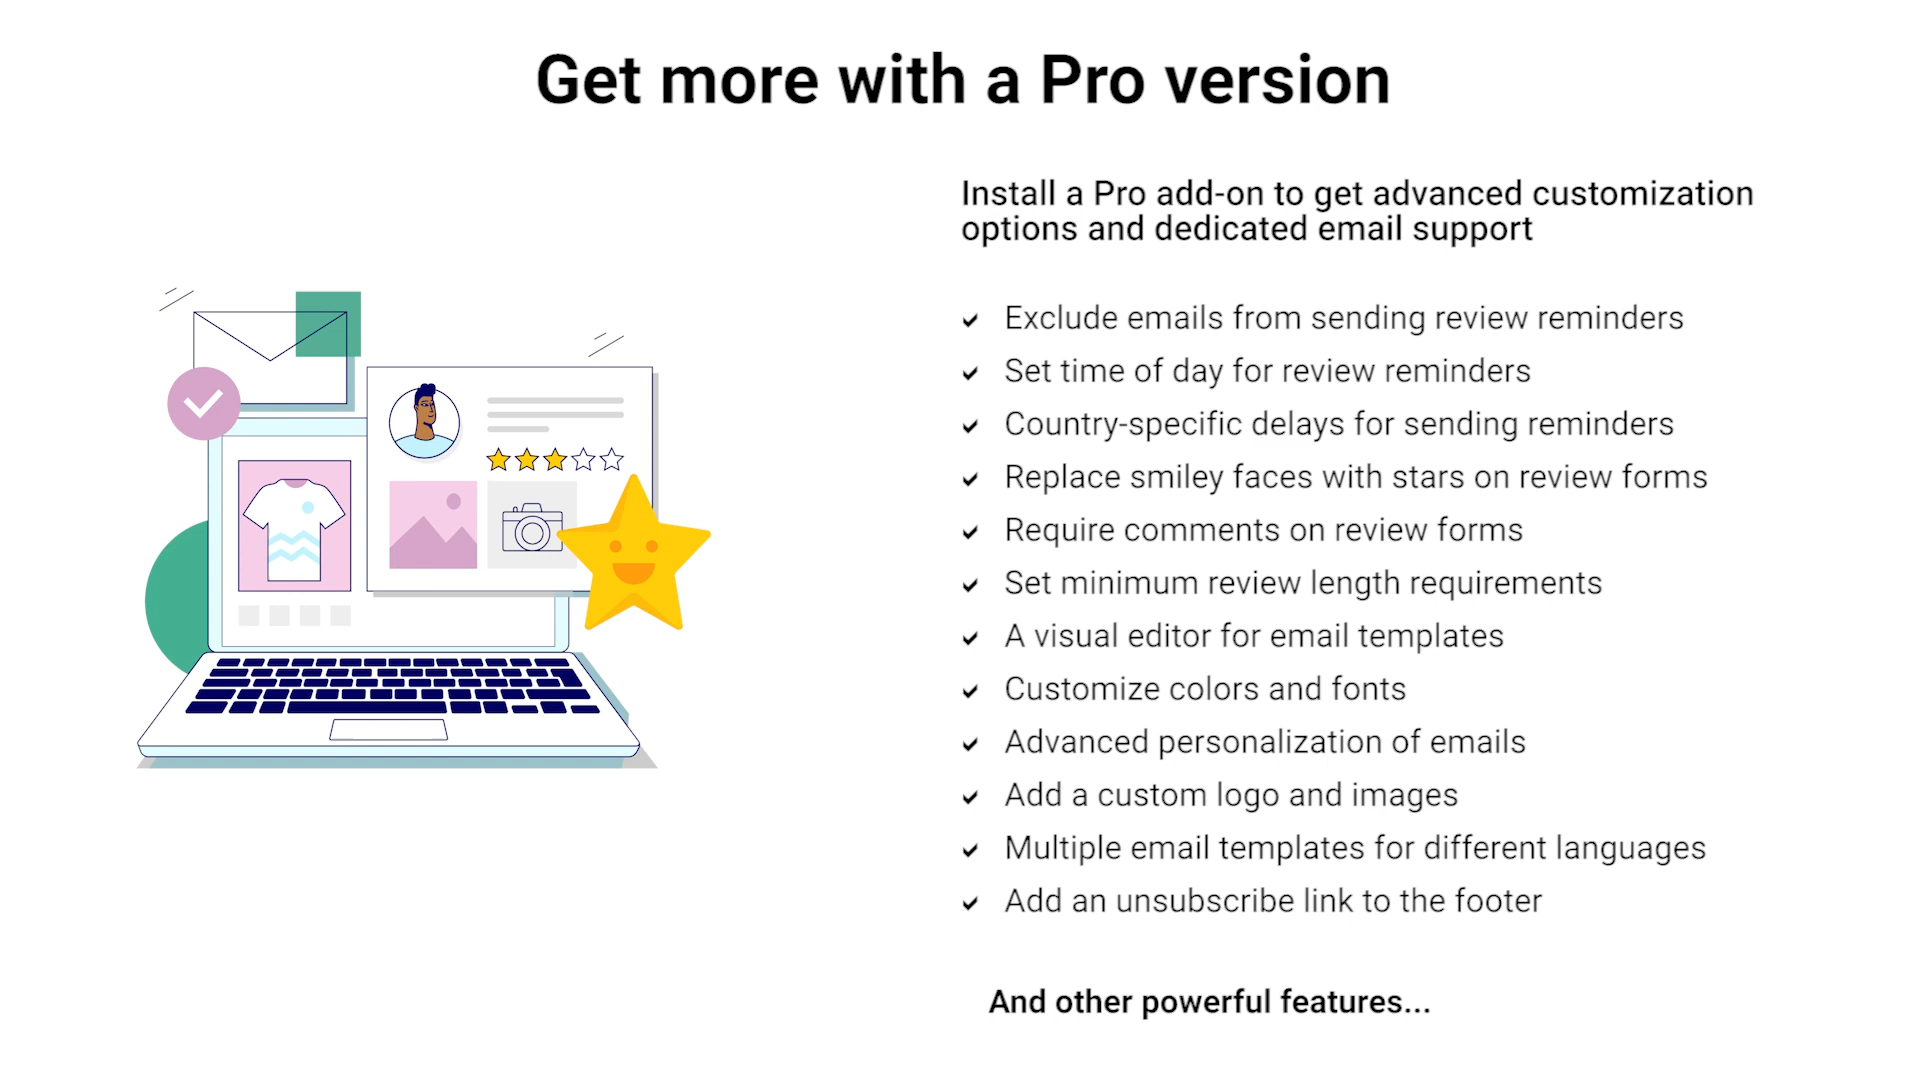 Get more with a Pro version
Install a Pro add-on to get advanced customization
options and dedicated email support
Exclude emails from sending review reminders
Set time of day for review reminders
Country-specific delays for sending reminders
Replace smiley faces with stars on review forms
Require comments on review forms
Set minimum review length requirements
A visual editor for email templates
Customize colors and fonts
Advanced personalization of emails
Add a custom logo and images
Multiple email templates for different languages
Add an unsubscribe link to the footer
And other powerful features...